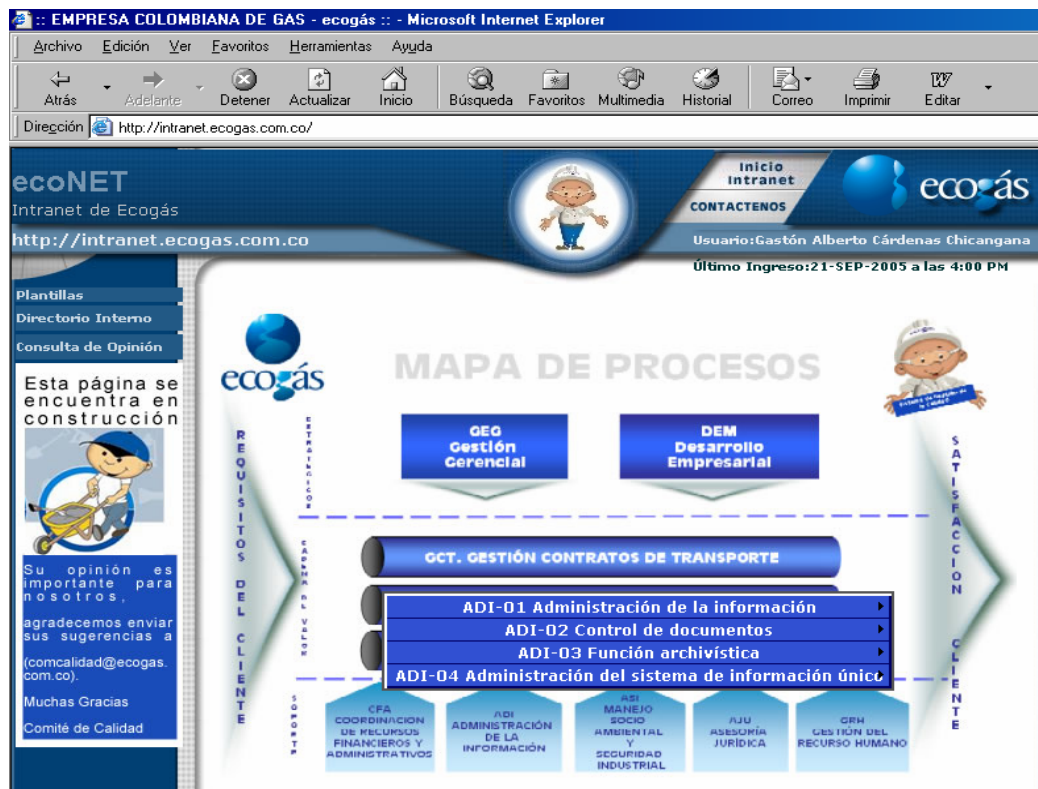 :: EMPRESA COLOMBIANA DE GAS - ecogás :: - Microsoft Internet Explorer
Archivo Edición Ver Favoritos Herramientas Ayuda
Atrás Adelante Detener Actualizar Inicio Búsqueda Favoritos Multimedia Historial Correo Imprimir Editar
Dirección http://intranet.ecogas.com.co/
ecoNET
Intranet de Ecogás
http://intranet.ecogas.com.co
Inicio
Intranet
CONTACTENOS
ecogás
Usuario:Gastón Alberto Cárdenas Chicangana
Último Ingreso:21-SEP-2005 a las 4:00 PM
Plantillas
Directorio Interno
Consulta de Opinión
Esta página se
encuentra en
construcción
Su opinión es
importante para
nosotros,
agradecemos enviar
sus sugerencias a
(comcalidad@ecogas.
com.co).
Muchas Gracias
Comité de Calidad
ecogás
MAPA DE PROCESOS
REQUISITOS DEL CLIENTE
ESTRATEGICOS
GEG
Gestión
Gerencial
DEM
Desarrollo
Empresarial
CADENA DE VALOR
GCT. GESTIÓN CONTRATOS DE TRANSPORTE
ADI-01 Administración de la información
ADI-02 Control de documentos
ADI-03 Función archivística
ADI-04 Administración del sistema de información único
SOPORTE
CFA
COORDINACIÓN
DE RECURSOS
FINANCIEROS Y
ADMINISTRATIVOS
ADI
ADMINISTRACIÓN
DE LA
INFORMACIÓN
ASI
MANEJO
SOCIO
AMBIENTAL
Y
SEGURIDAD
INDUSTRIAL
AJU
ASESORÍA
JURÍDICA
GRH
GESTIÓN DEL
RECURSO HUMANO
SATISFACCION CLIENTE